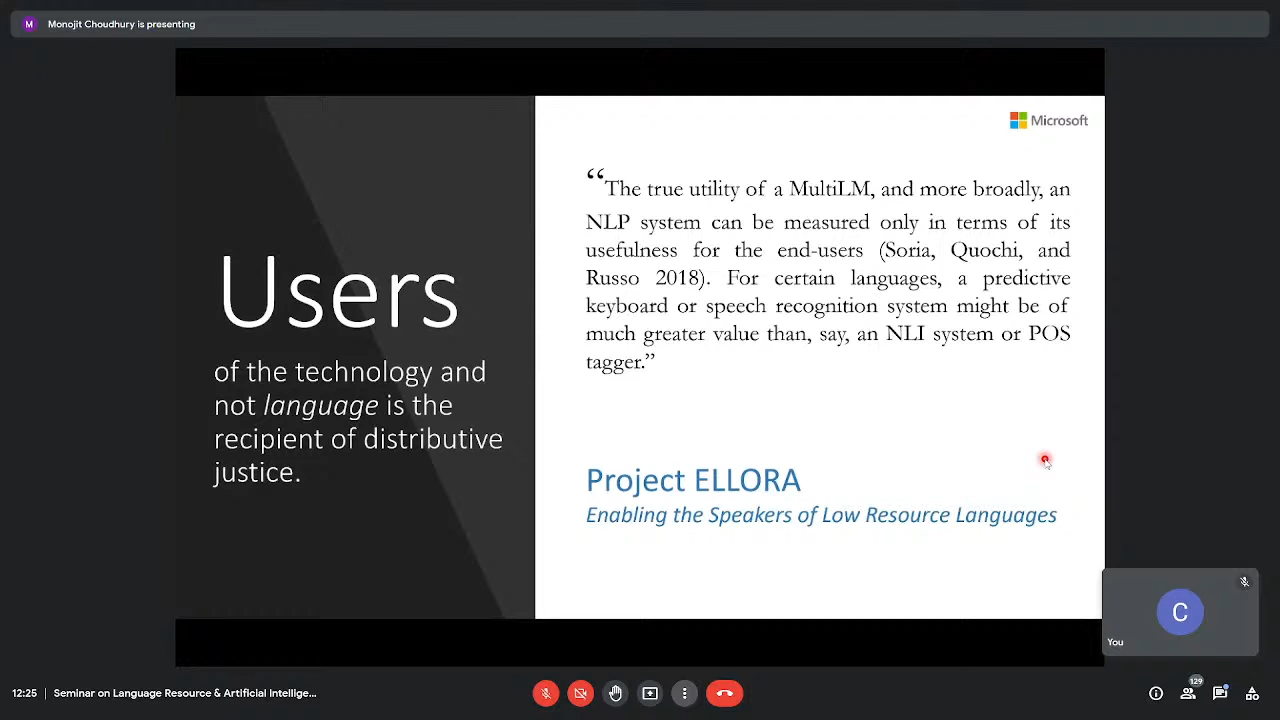 M
Monojit Choudhury is presenting
Microsoft
Users
of the technology and
not language is the
recipient of distributive
justice.
“The true utility of a MultiLM, and more broadly, an
NLP system can be measured only in terms of its
usefulness for the end-users (Soria, Quochi, and
Russo 2018). For certain languages, a predictive
keyboard or speech recognition system might be of
much greater value than, say, an NLI system or POS
tagger.”
Project ELLORA
Enabling the Speakers of Low Resource Languages
C
You
12:25 | Seminar on Language Resource & Artificial Intellige...
129